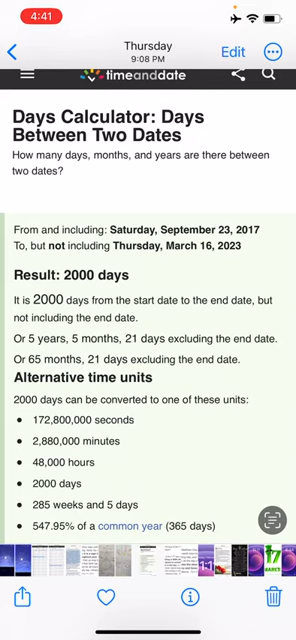 4:41
Thursday
9:08 PM
Edit
timeanddate
Days Calculator: Days
Between Two Dates
How many days, months, and years are there between
two dates?
From and including: Saturday, September 23, 2017
To, but not including Thursday, March 16, 2023
Result: 2000 days
It is 2000 days from the start date to the end date, but
not including the end date.
Or 5 years, 5 months, 21 days excluding the end date.
Or 65 months, 21 days excluding the end date.
Alternative time units
2000 days can be converted to one of these units:
• 172,800,000 seconds
• 2,880,000 minutes
• 48,000 hours
• 2000 days
• 285 weeks and 5 days
• 547.95% of a common year (365 days)